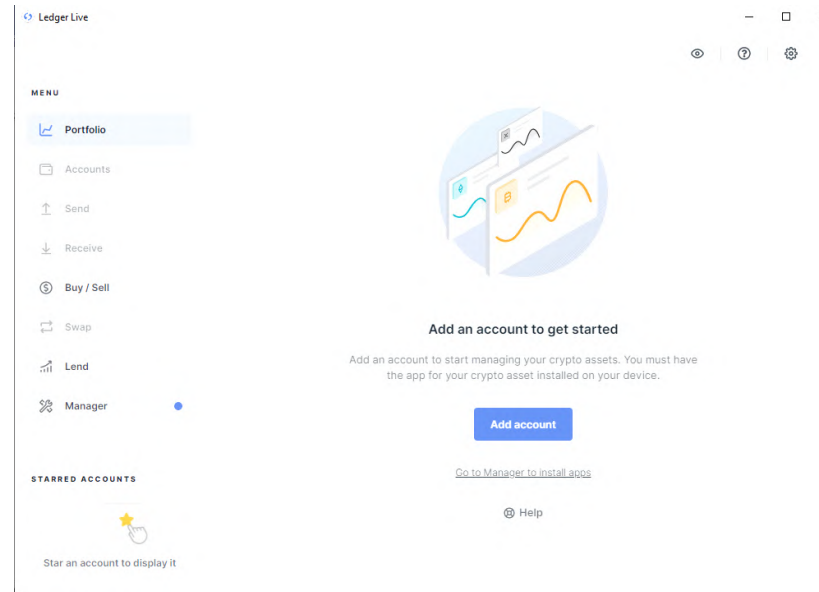 Ledger Live
MENU
Portfolio
Accounts
Send
Receive
Buy / Sell
Swap
Lend
Manager
STARRED ACCOUNTS
Star an account to display it
Add an account to get started
Add an account to start managing your crypto assets. You must have
the app for your crypto asset installed on your device.
Add account
Go to Manager to install apps
Help